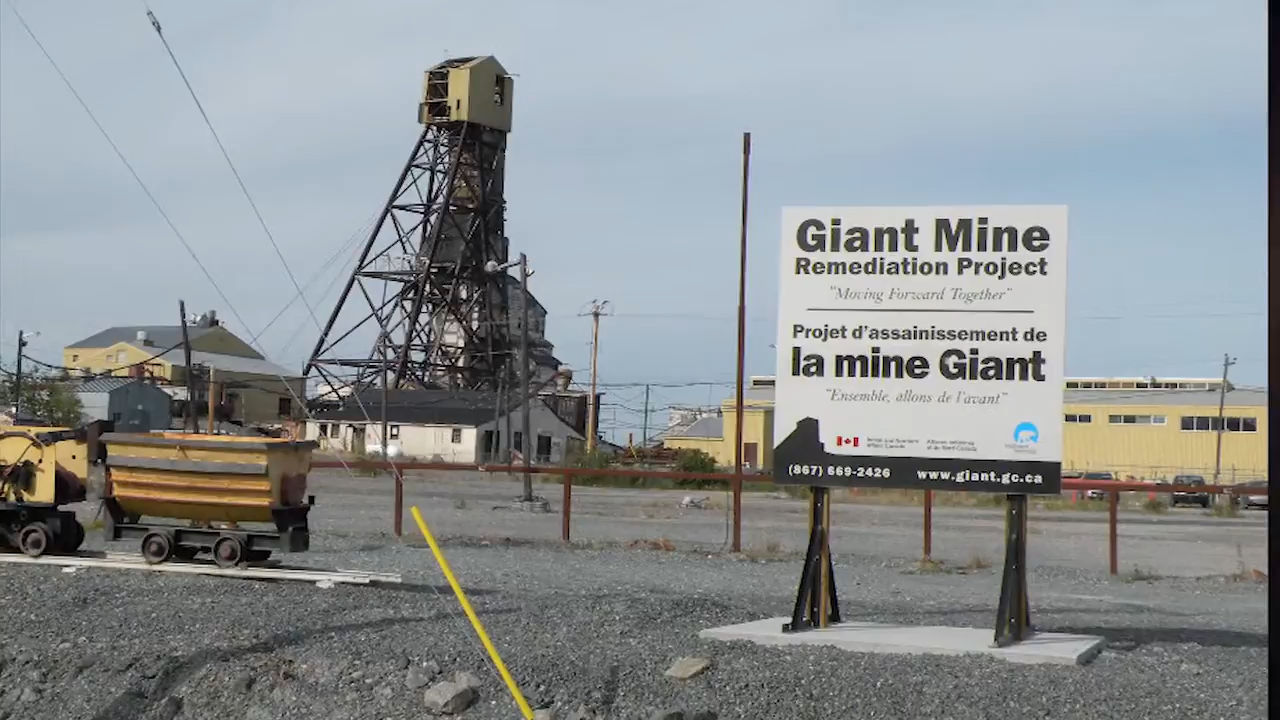 Giant Mine
Remediation Project
"Moving Forward Together"
Projet d'assainissement de
la mine Giant
"Ensemble, allons de l'avant"
(867) 669-2426 www.giant.gc.ca